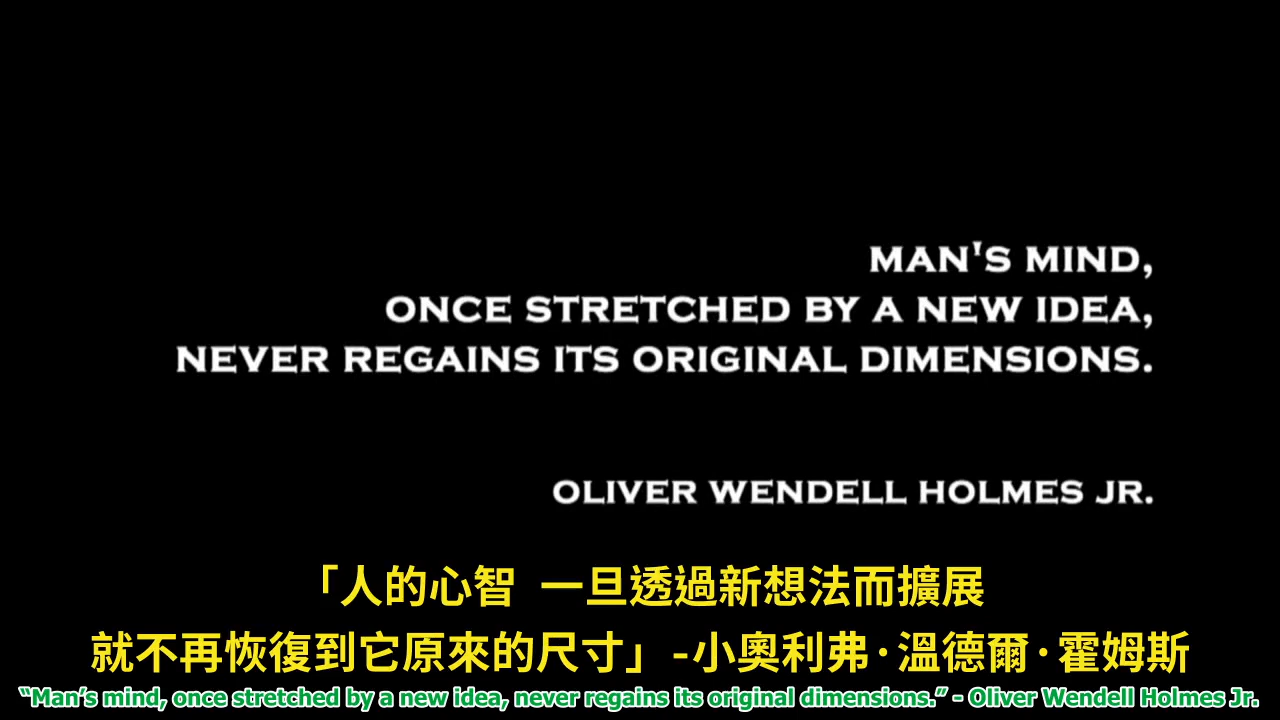 MAN'S MIND,
ONCE STRETCHED BY A NEW IDEA,
NEVER REGAINS ITS ORIGINAL DIMENSIONS.
OLIVER WENDELL HOLMES JR.
「人的心智 一旦透過新想法而擴展
就不再恢復到它原來的尺寸」-小奧利弗·溫德爾·霍姆斯
“Man’s mind, once stretched by a new idea, never regains its original dimensions.” - Oliver Wendell Holmes Jr.